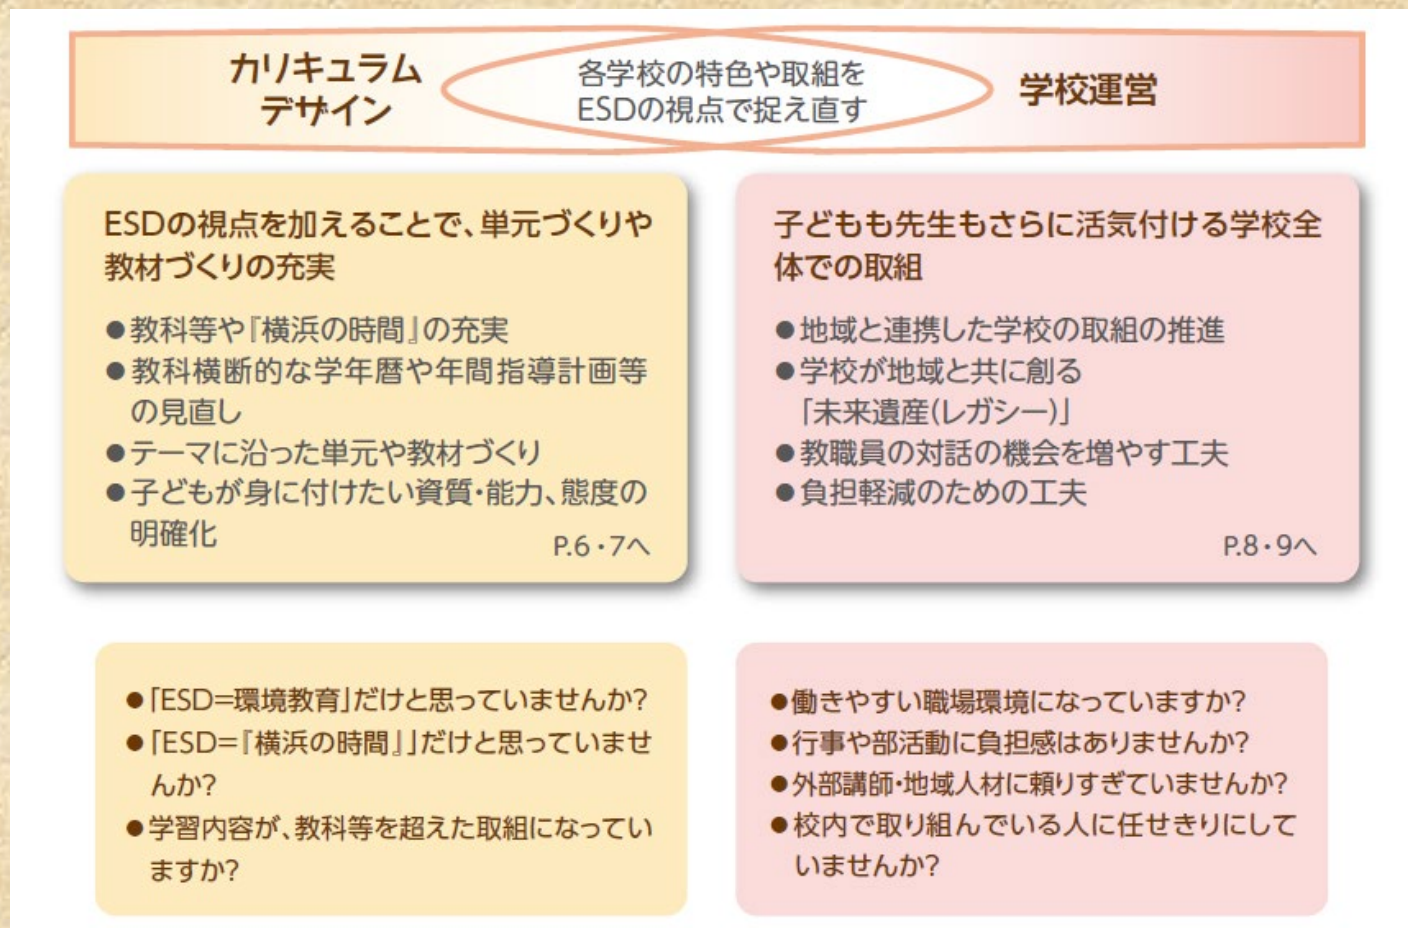 カリキュラム
デザイン
各学校の特色や取組を
ESDの視点で捉え直す
学校運営
ESDの視点を加えることで、単元づくりや
教材づくりの充実
●教科等や『横浜の時間』の充実
●教科横断的な学年暦や年間指導計画等
の見直し
●テーマに沿った単元や教材づくり
●子どもが身に付けたい資質・能力、態度の
明確化
P.6・7へ
子どもも先生もさらに活気付ける学校全
体での取組
●地域と連携した学校の取組の推進
●学校が地域と共に創る
「未来遺産(レガシー)」
●教職員の対話の機会を増やす工夫
●負担軽減のための工夫
P.8・9へ
●「ESD=環境教育」だけと思っていませんか?
●「ESD=『横浜の時間』」だけと思っていませ
んか?
●学習内容が、教科等を超えた取組になってい
ますか?
●働きやすい職場環境になっていますか?
●行事や部活動に負担感はありませんか?
●外部講師・地域人材に頼りすぎていませんか?
●校内で取り組んでいる人に任せきりにして
いませんか?